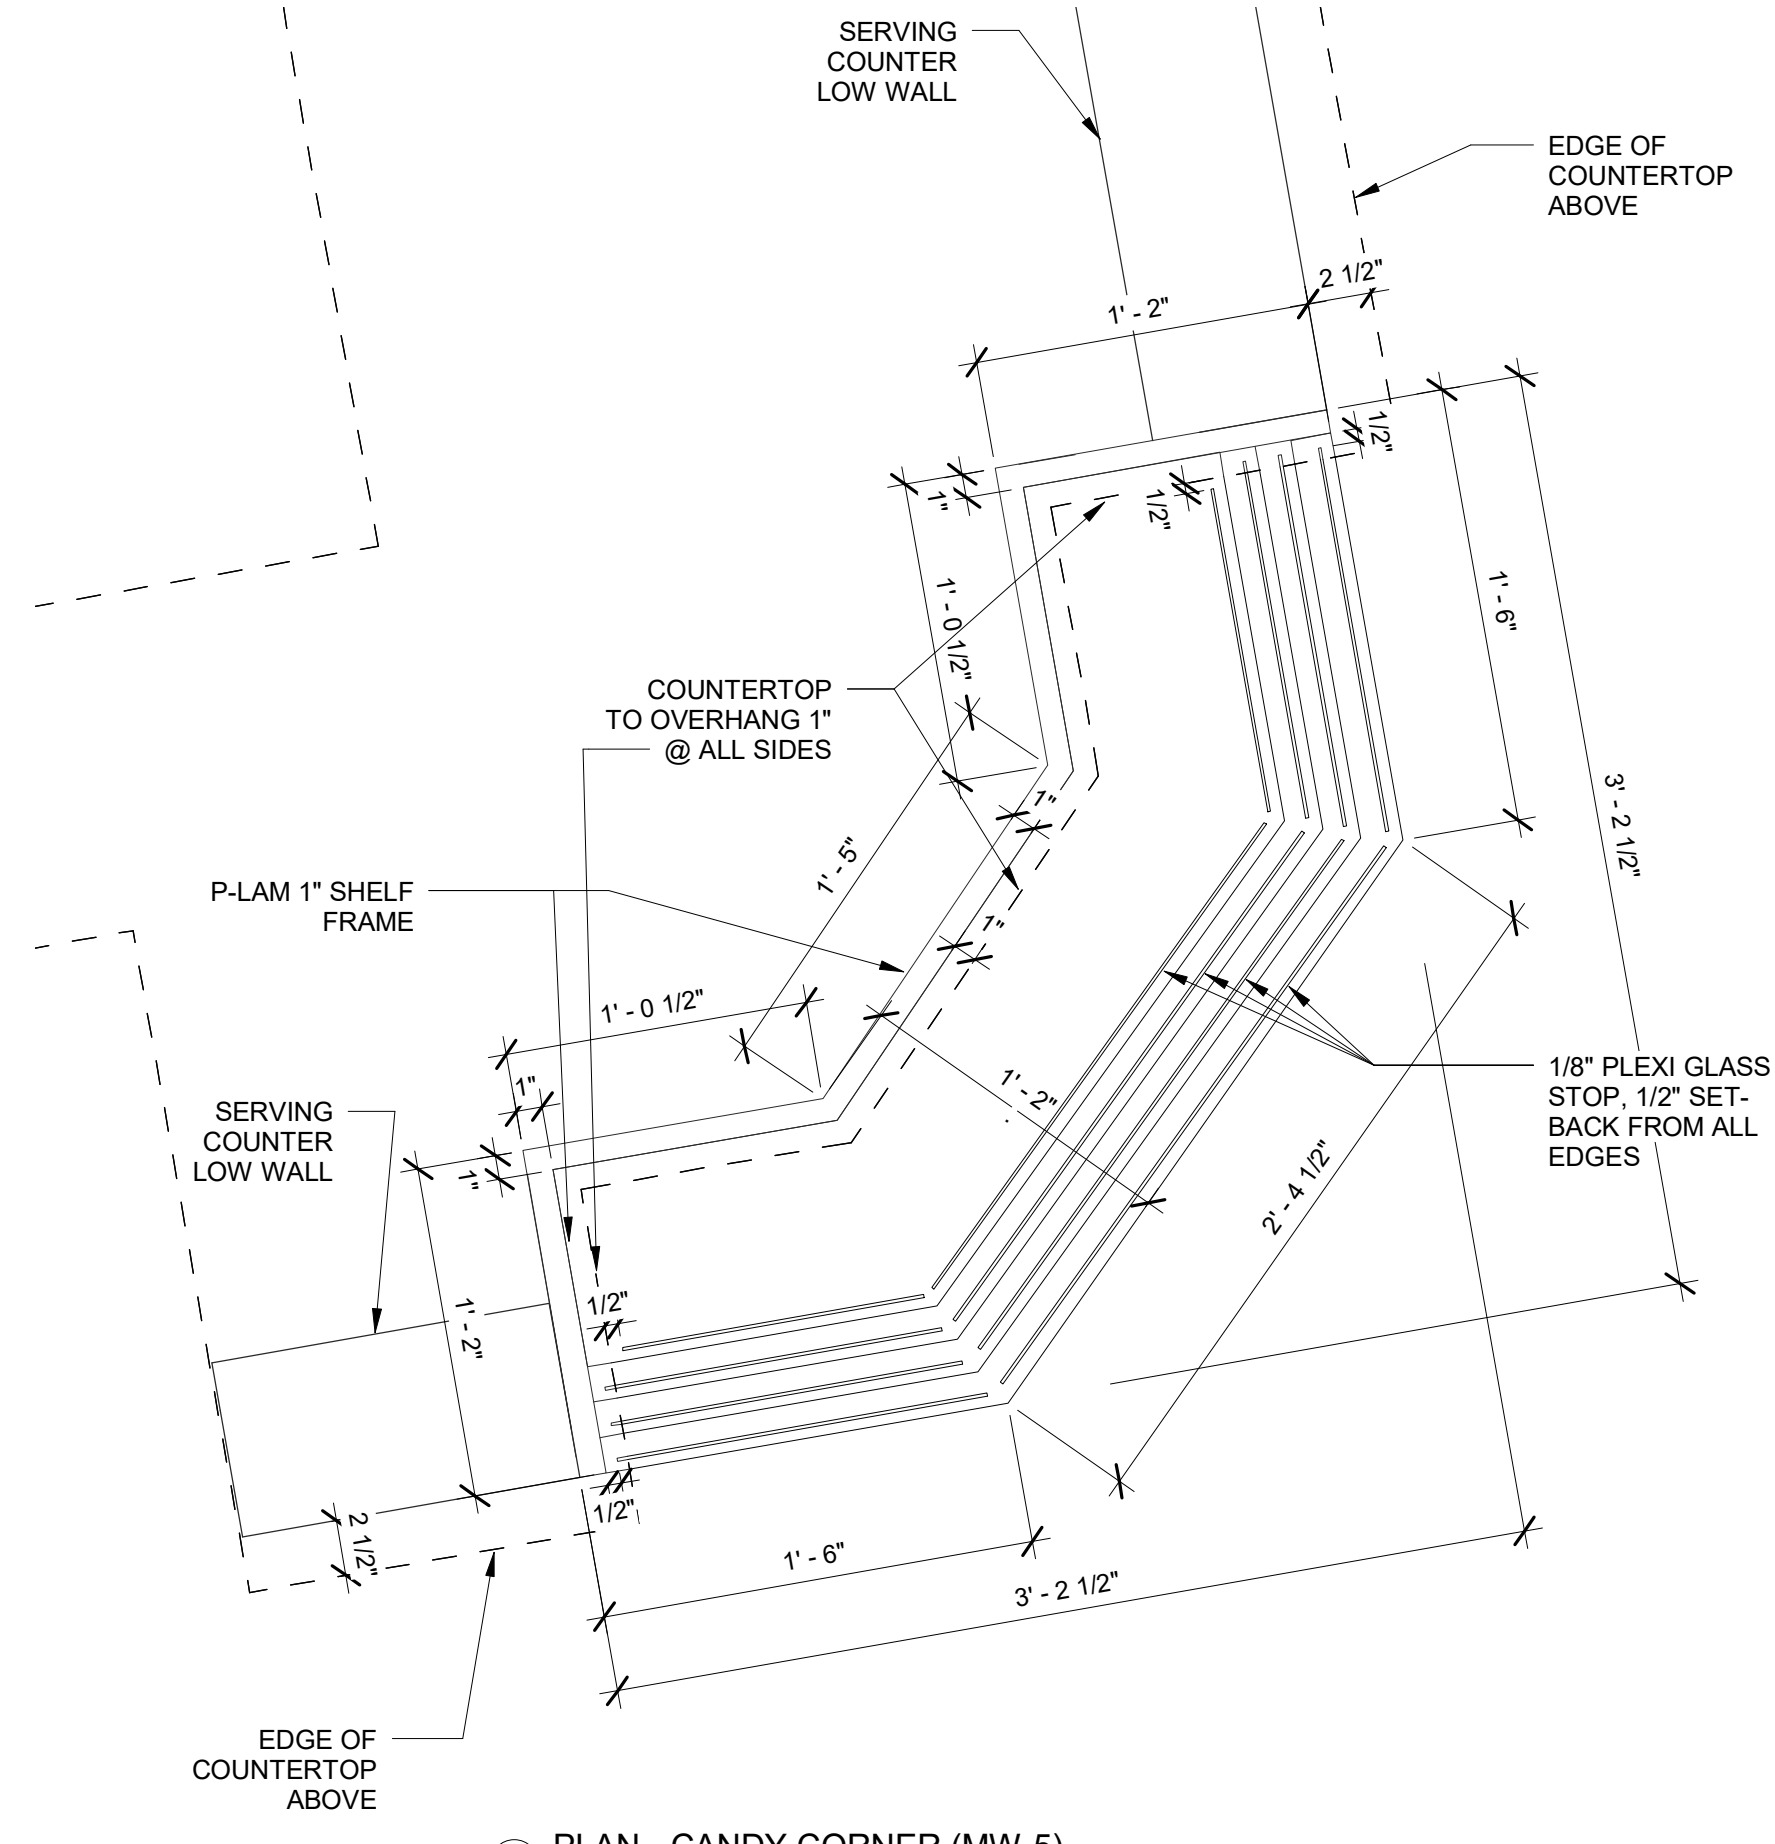 SERVING
COUNTER
LOW WALL
EDGE OF
COUNTERTOP
ABOVE
2 1/2"
1' - 2"
1/2"
1"
1/2"
1' - 6"
1' - 0 1/2"
COUNTERTOP
TO OVERHANG 1"
@ ALL SIDES
1"
3' - 2 1/2"
1' - 5"
P-LAM 1" SHELF
FRAME
1"
1' - 0 1/2"
1' - 2"
1/8" PLEXI GLASS
STOP, 1/2" SET-
BACK FROM ALL
EDGES
1"
SERVING
COUNTER
LOW WALL
1"
2' - 4 1/2"
1/2"
1' - 2"
1/2"
2 1/2"
1' - 6"
3' - 2 1/2"
EDGE OF
COUNTERTOP
ABOVE
PLAN - CANDY CORNER (MW-5)